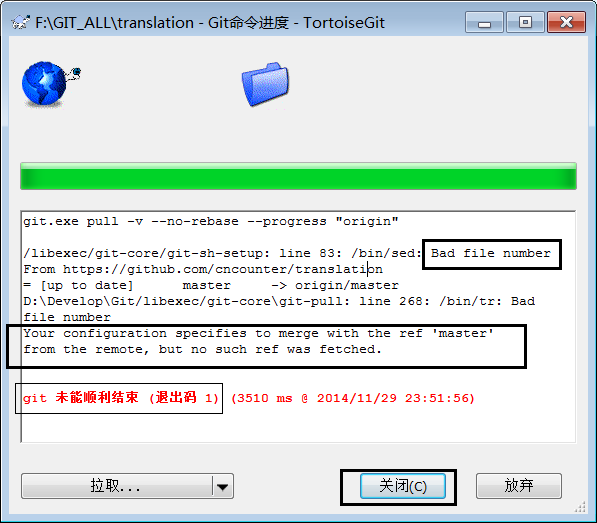 F:\GIT_ALL\translation - Git命令进度 - TortoiseGit
git.exe pull -v --no-rebase --progress "origin"
/libexec/git-core/git-sh-setup: line 83: /bin/sed: Bad file number
From https://github.com/cncounter/translation
= [up to date]      master     -> origin/master
D:\Develop\Git/libexec/git-core\git-pull: line 268: /bin/tr: Bad
file number
Your configuration specifies to merge with the ref 'master'
from the remote, but no such ref was fetched.
git 未能顺利结束 (退出码 1) (3510 ms @ 2014/11/29 23:51:56)
拉取...
关闭(C)
放弃